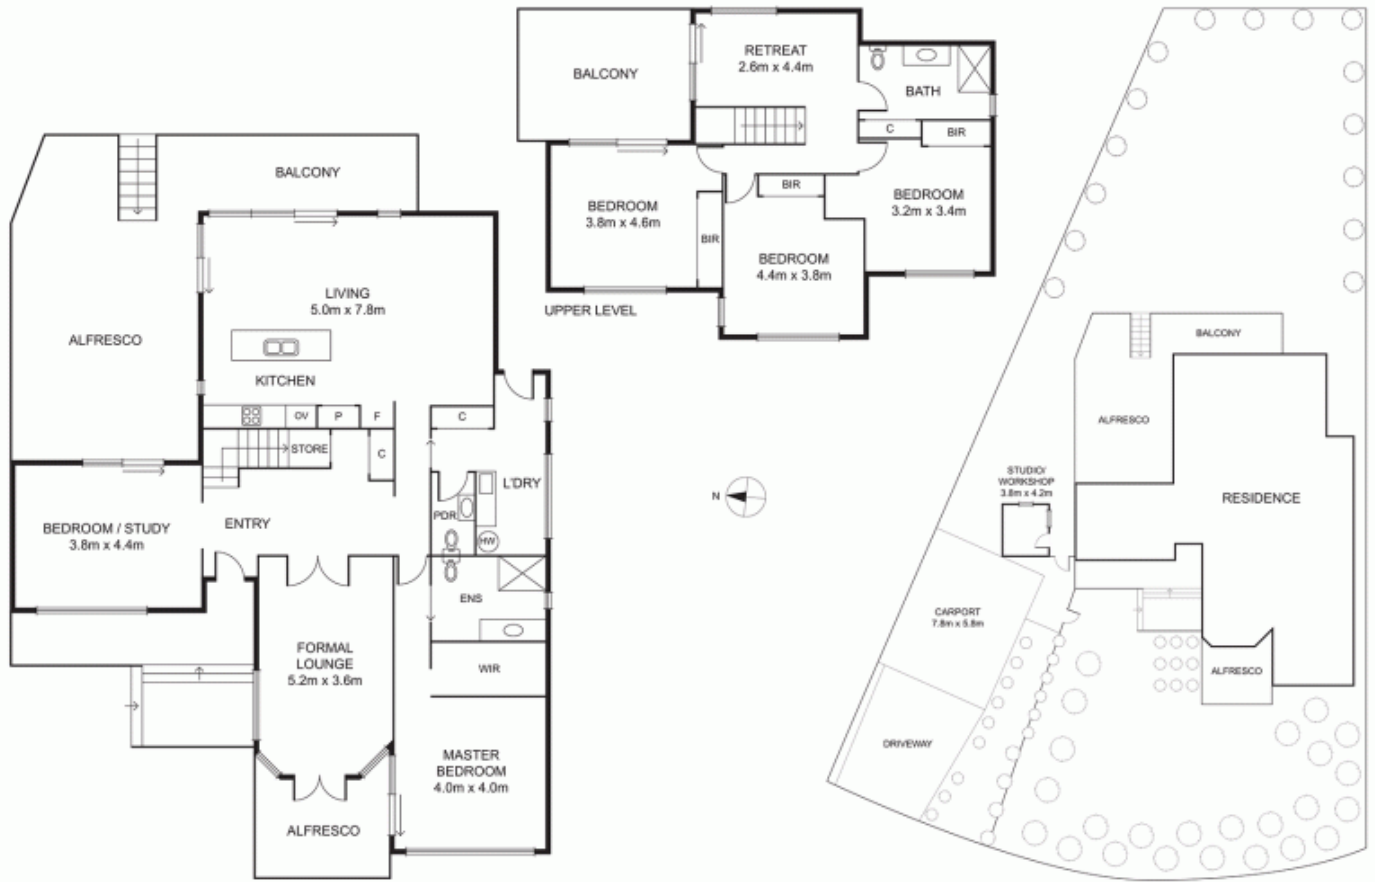 BALCONY
ALFRESCO
LIVING
5.0m x 7.8m
KITCHEN
OV
P
F
C
STORE
C
L'DRY
PDR
HW
BEDROOM / STUDY
3.8m x 4.4m
ENTRY
ENS
FORMAL
LOUNGE
5.2m x 3.6m
WIR
MASTER
BEDROOM
4.0m x 4.0m
ALFRESCO
BALCONY
RETREAT
2.6m x 4.4m
BATH
C
BIR
BEDROOM
3.8m x 4.6m
BIR
BIR
BEDROOM
3.2m x 3.4m
BEDROOM
4.4m x 3.8m
UPPER LEVEL
N
BALCONY
ALFRESCO
STUDIO/
WORKSHOP
3.8m x 4.2m
RESIDENCE
CARPORT
7.8m x 5.8m
ALFRESCO
DRIVEWAY